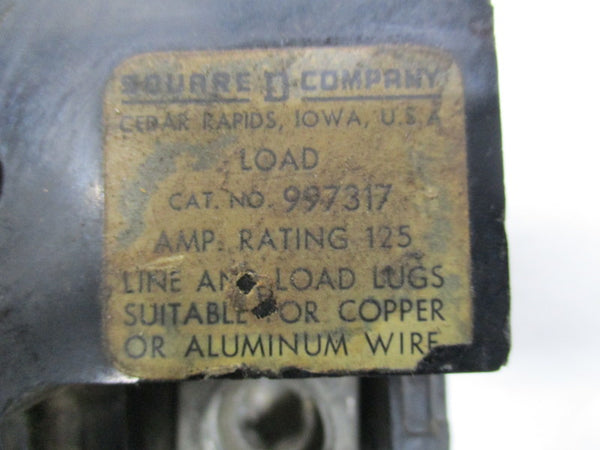 SQUARE D COMPANY
CEDAR RAPIDS, IOWA, U.S.A
LOAD
CAT. NO. 997317
AMP. RATING 125
LINE AND LOAD LUGS
SUITABLE FOR COPPER
OR ALUMINUM WIRE